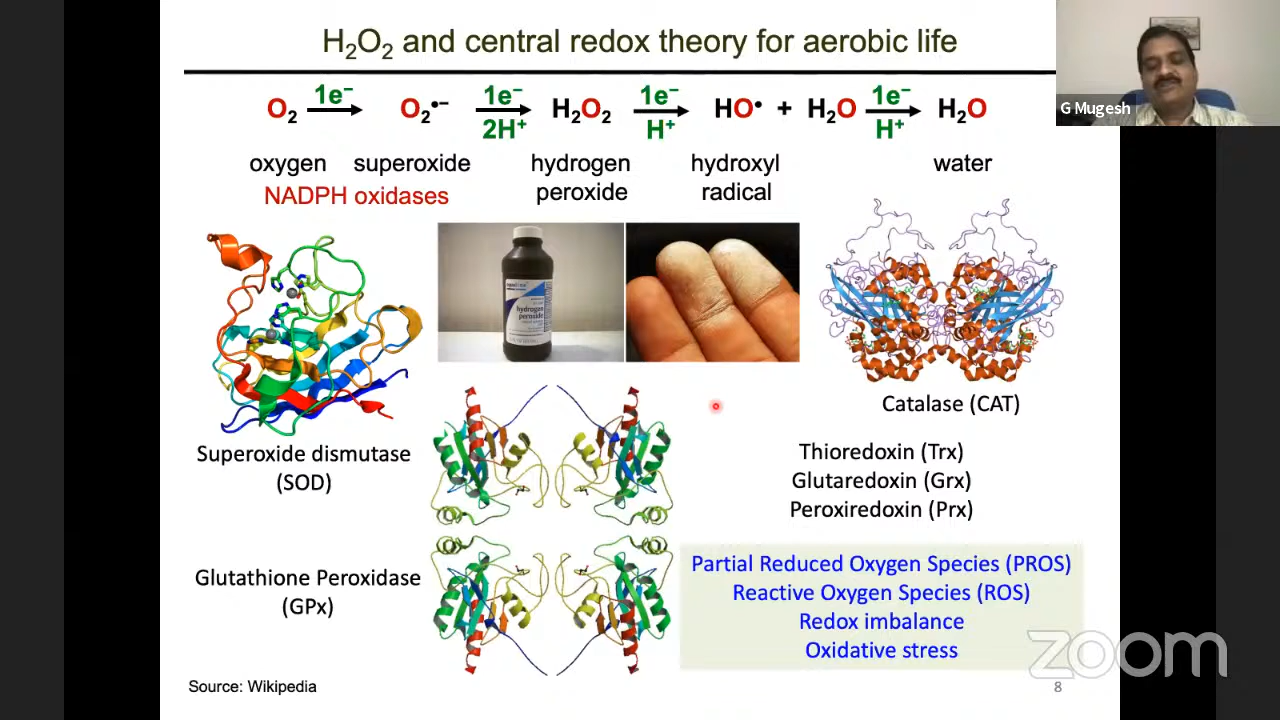 H₂O₂ and central redox theory for aerobic life
G Mugesh
O₂ 1e⁻ O₂•⁻ 1e⁻ 2H⁺ H₂O₂ 1e⁻ H⁺ HO• + H₂O 1e⁻ H⁺ H₂O
oxygen superoxide hydrogen peroxide hydroxyl radical water
NADPH oxidases
hydrogen
peroxide
Catalase (CAT)
Superoxide dismutase
(SOD)
Thioredoxin (Trx)
Glutaredoxin (Grx)
Peroxiredoxin (Prx)
Glutathione Peroxidase
(GPx)
Partial Reduced Oxygen Species (PROS)
Reactive Oxygen Species (ROS)
Redox imbalance
Oxidative stress
zoom
Source: Wikipedia
8